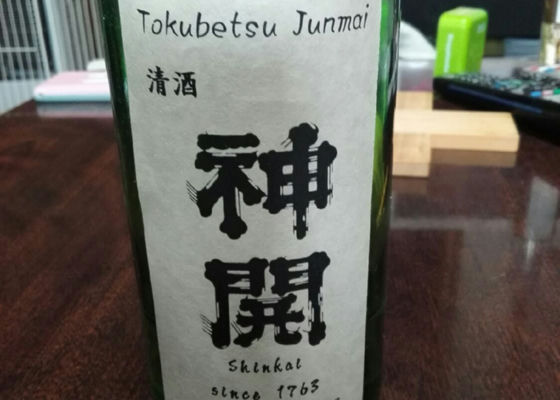 Tokubetsu Junmai
清酒
神開
Shinkai
since 1763